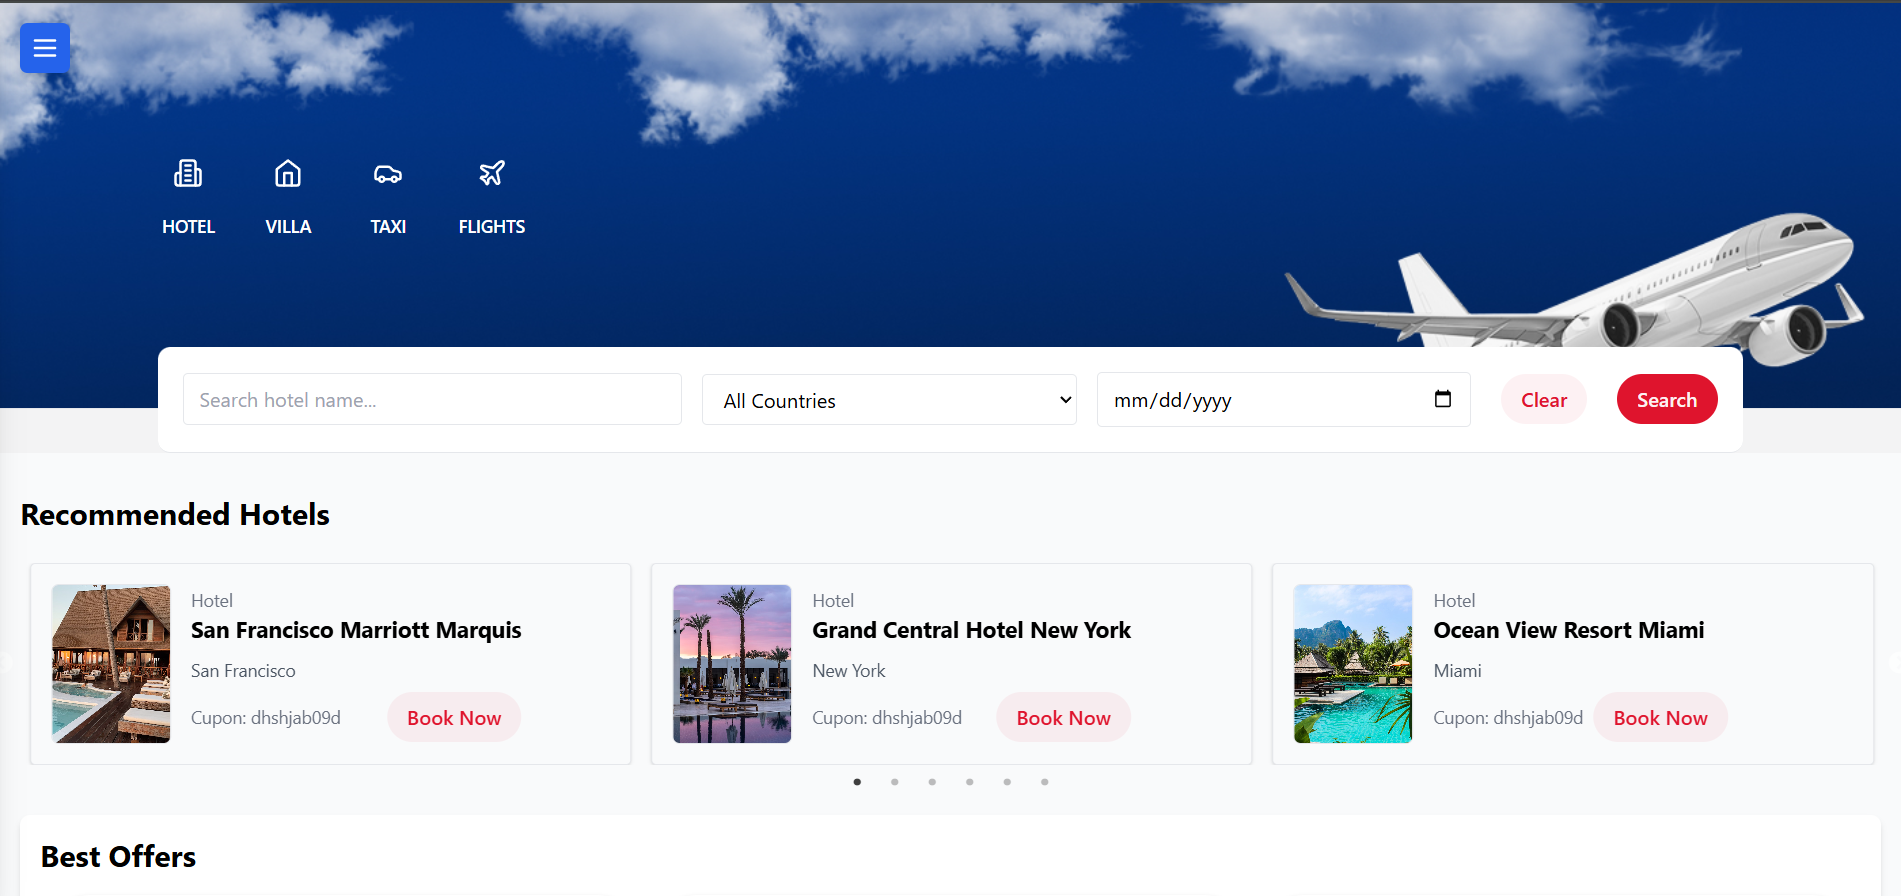 HOTEL VILLA TAXI FLIGHTS
Search hotel name... All Countries mm/dd/yyyy Clear Search
Recommended Hotels
Hotel
San Francisco Marriott Marquis
San Francisco
Cupon: dhshjab09d Book Now
Hotel
Grand Central Hotel New York
New York
Cupon: dhshjab09d Book Now
Hotel
Ocean View Resort Miami
Miami
Cupon: dhshjab09d Book Now
Best Offers